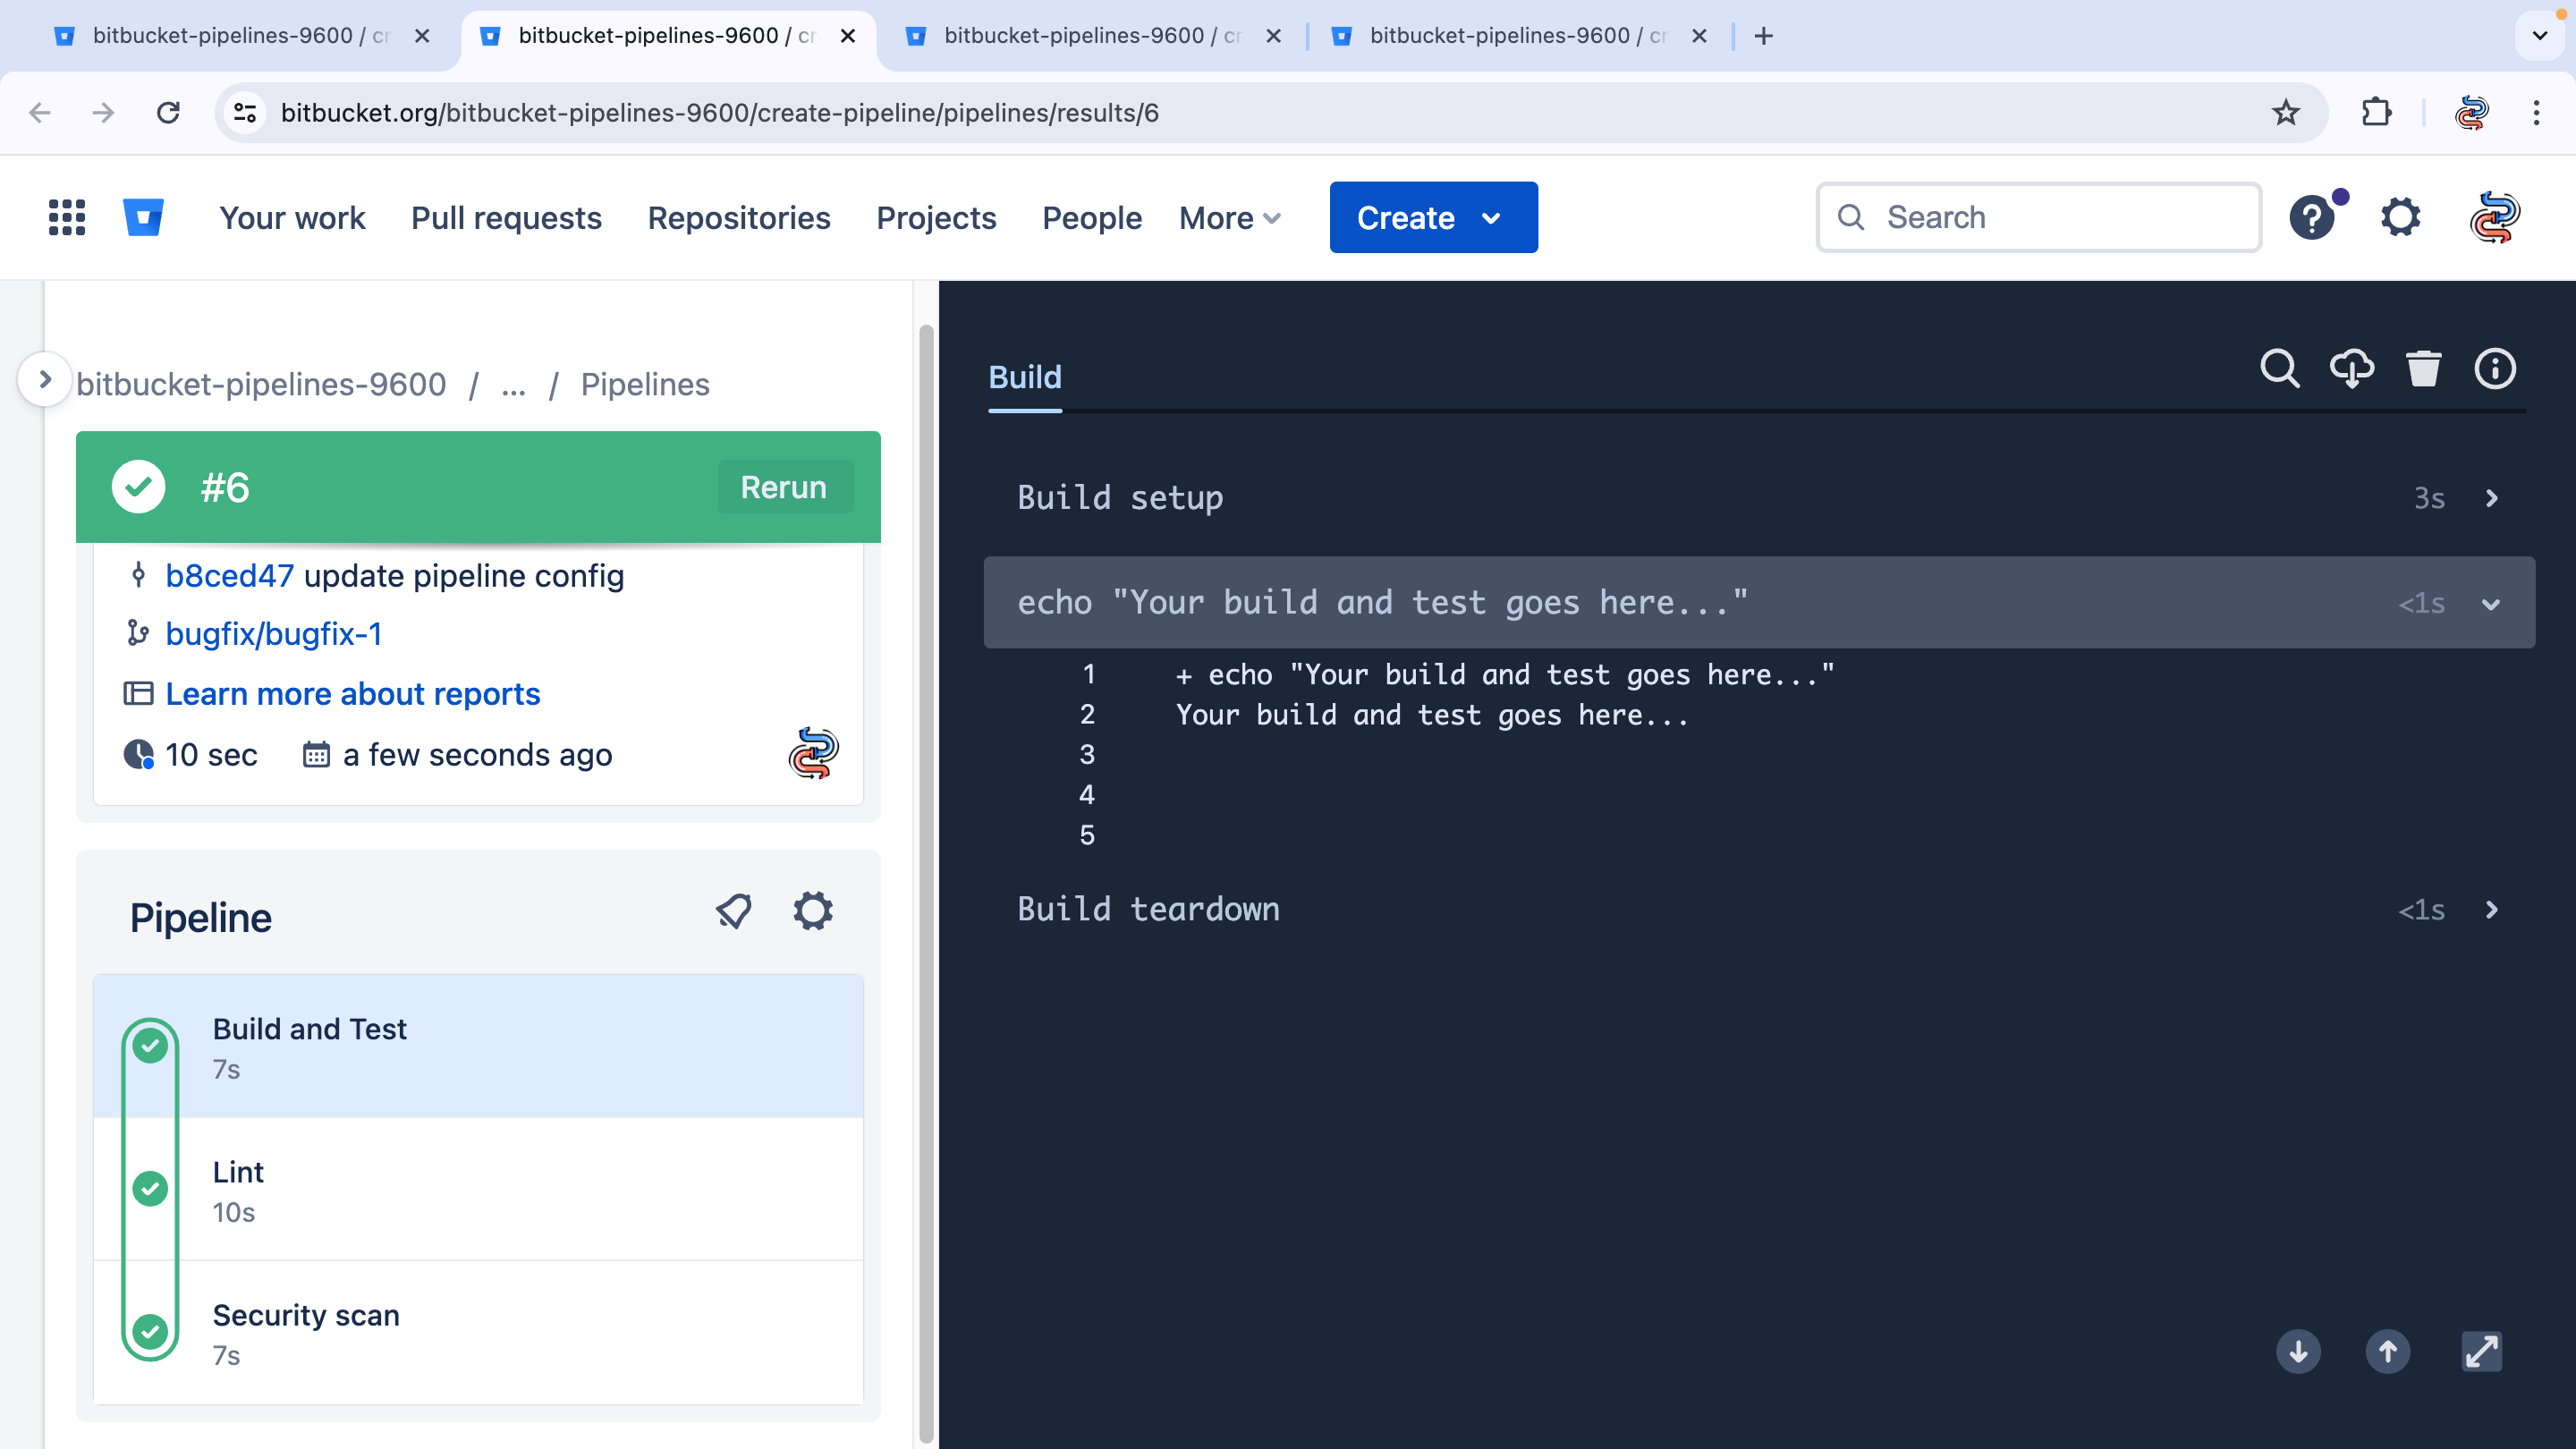 bitbucket-pipelines-9600 / cr
bitbucket-pipelines-9600 / cr
bitbucket-pipelines-9600 / cr
bitbucket-pipelines-9600 / cr
bitbucket.org/bitbucket-pipelines-9600/create-pipeline/pipelines/results/6
Your work
Pull requests
Repositories
Projects
People
More
Create
Search
bitbucket-pipelines-9600 / ... / Pipelines
#6
Rerun
b8ced47 update pipeline config
bugfix/bugfix-1
Learn more about reports
10 sec
a few seconds ago
Pipeline
Build and Test
7s
Lint
10s
Security scan
7s
Build
Build setup
3s
echo "Your build and test goes here..."
<1s
1 + echo "Your build and test goes here..."
2 Your build and test goes here...
3
4
5
Build teardown
<1s